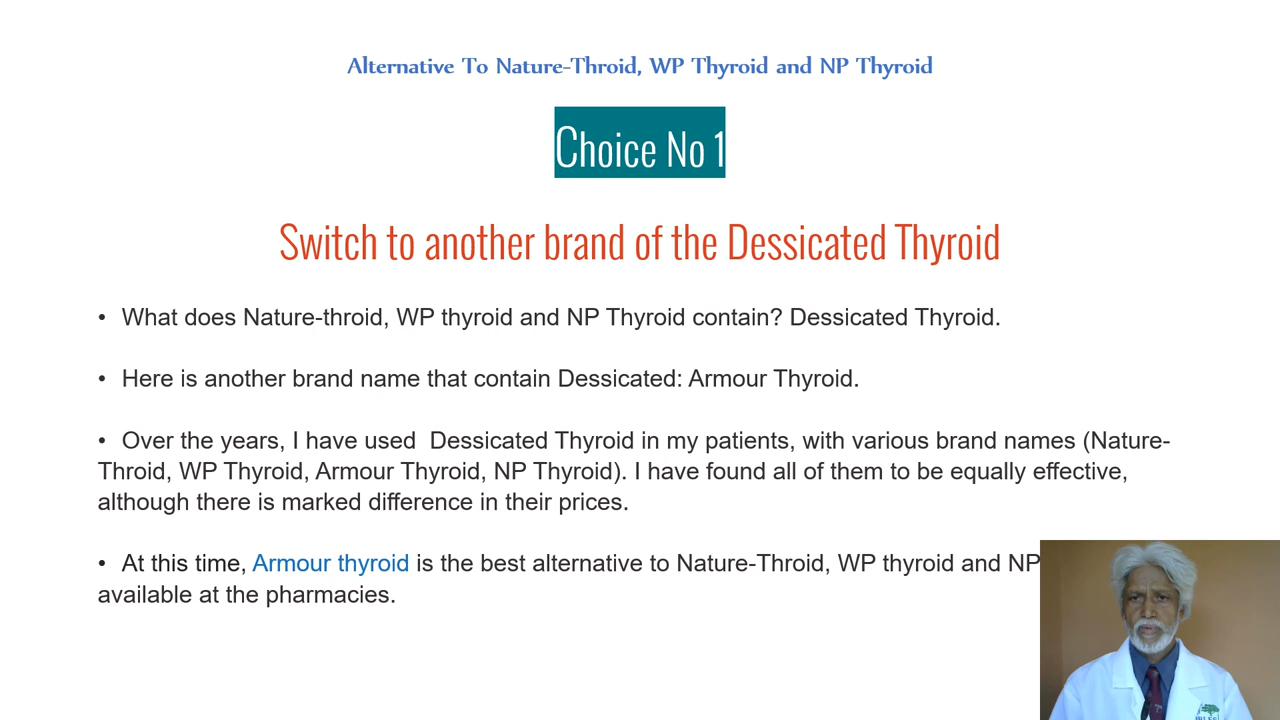 Alternative To Nature-Throid, WP Thyroid and NP Thyroid
Choice No 1
Switch to another brand of the Dessicated Thyroid
• What does Nature-throid, WP thyroid and NP Thyroid contain? Dessicated Thyroid.
• Here is another brand name that contain Dessicated: Armour Thyroid.
• Over the years, I have used  Dessicated Thyroid in my patients, with various brand names (Nature-
Throid, WP Thyroid, Armour Thyroid, NP Thyroid). I have found all of them to be equally effective,
although there is marked difference in their prices.
• At this time, Armour thyroid is the best alternative to Nature-Throid, WP thyroid and NP
available at the pharmacies.